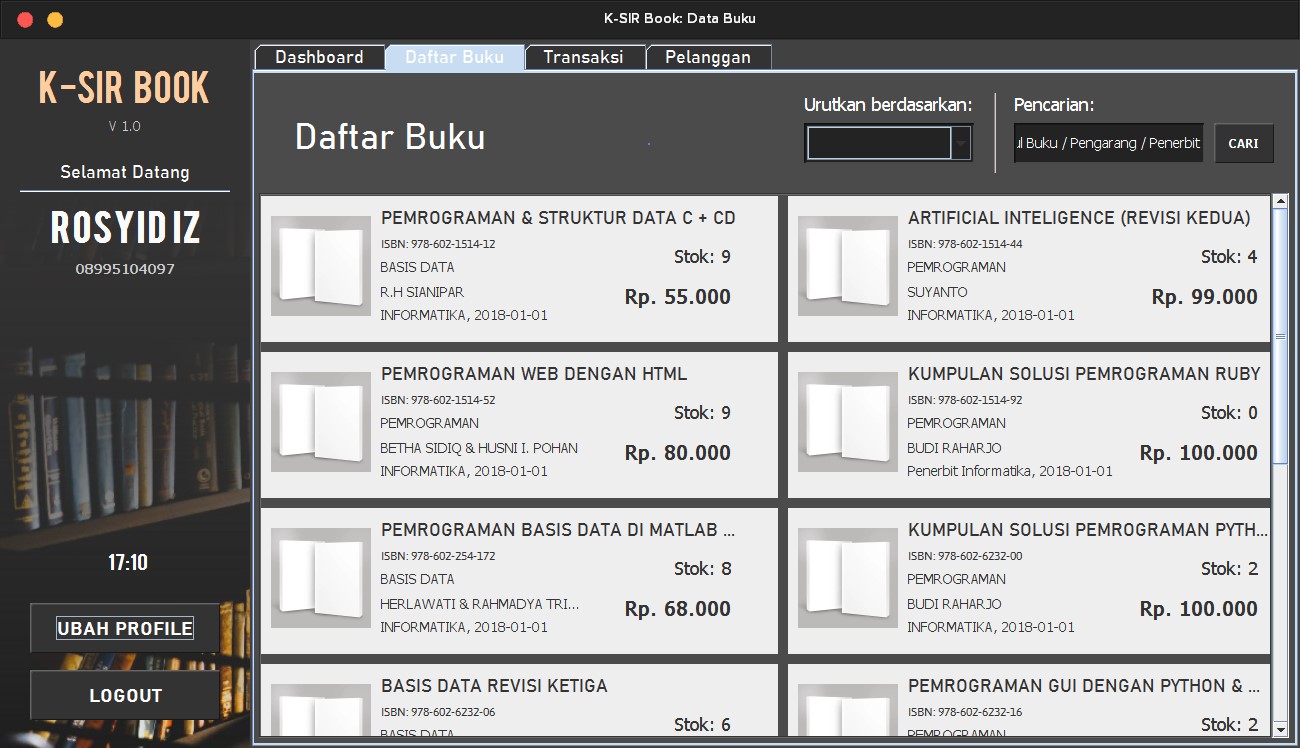 K-SIR Book: Data Buku
K-SIR BOOK
V 1.0
Selamat Datang
ROSYID IZ
08995104097
17:10
UBAH PROFILE
LOGOUT
Dashboard
Daftar Buku
Transaksi
Pelanggan
Daftar Buku
Urutkan berdasarkan:
Pencarian:
Buku / Pengarang / Penerbit
CARI
PEMROGRAMAN & STRUKTUR DATA C + CD
ISBN: 978-602-1514-12
Stok: 9
BASIS DATA
R.H SIANIPAR
Rp. 55.000
INFORMATIKA, 2018-01-01
ARTIFICIAL INTELIGENCE (REVISI KEDUA)
ISBN: 978-602-1514-44
Stok: 4
PEMROGRAMAN
SUYANTO
Rp. 99.000
INFORMATIKA, 2018-01-01
PEMROGRAMAN WEB DENGAN HTML
ISBN: 978-602-1514-52
Stok: 9
PEMROGRAMAN
BETHA SIDIQ & HUSNI I. POHAN
Rp. 80.000
INFORMATIKA, 2018-01-01
KUMPULAN SOLUSI PEMROGRAMAN RUBY
ISBN: 978-602-1514-92
Stok: 0
PEMROGRAMAN
BUDI RAHARJO
Rp. 100.000
Penerbit Informatika, 2018-01-01
PEMROGRAMAN BASIS DATA DI MATLAB ...
ISBN: 978-602-254-172
Stok: 8
BASIS DATA
HERLAWATI & RAHMADYA TRI...
Rp. 68.000
INFORMATIKA, 2018-01-01
KUMPULAN SOLUSI PEMROGRAMAN PYTH...
ISBN: 978-602-6232-00
Stok: 2
PEMROGRAMAN
BUDI RAHARJO
Rp. 100.000
INFORMATIKA, 2018-01-01
BASIS DATA REVISI KETIGA
ISBN: 978-602-6232-06
Stok: 6
BASIS DATA
PEMROGRAMAN GUI DENGAN PYTHON & ...
ISBN: 978-602-6232-16
Stok: 2
PEMROGRAMAN